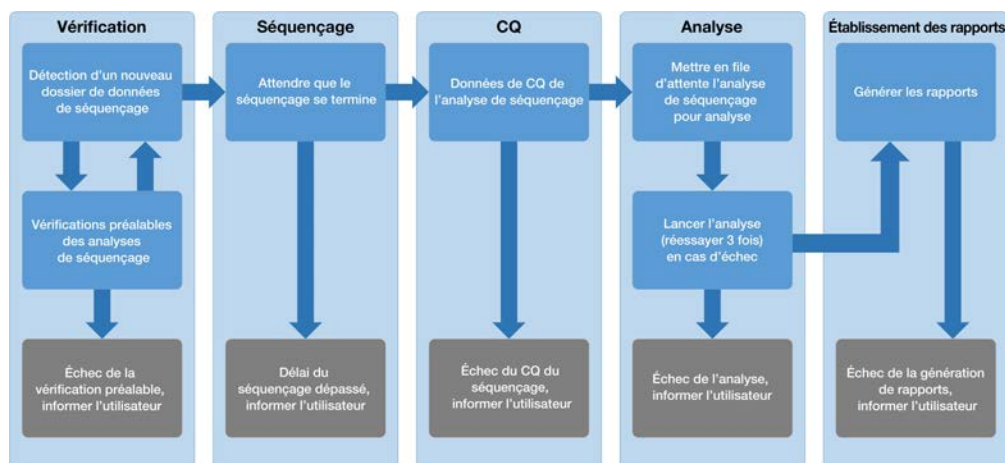 Vérification
Détection d'un nouveau
dossier de données
de séquençage
Vérifications préalables
des analyses
de séquençage
Échec de la
vérification préalable,
informer l'utilisateur
Séquençage
Attendre que le
séquençage se termine
Délai du
séquençage dépassé,
informer l'utilisateur
CQ
Données de CQ de
l'analyse de séquençage
Échec du CQ du
séquençage,
informer l'utilisateur
Analyse
Mettre en file
d'attente l'analyse
de séquençage
pour analyse
Lancer l'analyse
(réessayer 3 fois)
en cas d'échec
Échec de l'analyse,
informer l'utilisateur
Établissement des rapports
Générer les rapports
Échec de la génération
de rapports,
informer l'utilisateur